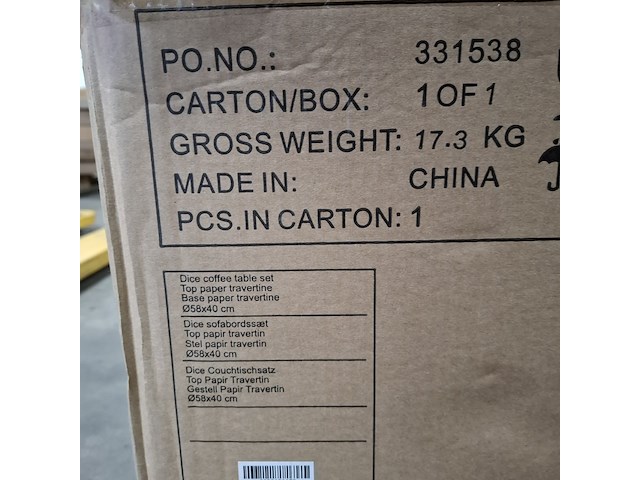 PO.NO.: 331538
CARTON/BOX: 1 OF 1
GROSS WEIGHT: 17.3 KG
MADE IN: CHINA
PCS.IN CARTON: 1
Dice coffee table set
Top paper travertine
Base paper travertine
Ø58x40 cm
Dice sofabordssæt
Top papir travertin
Stel papir travertin
Ø58x40 cm
Dice Couchtischsatz
Top Papir Travertin
Gestell Papir Travertin
Ø58x40 cm